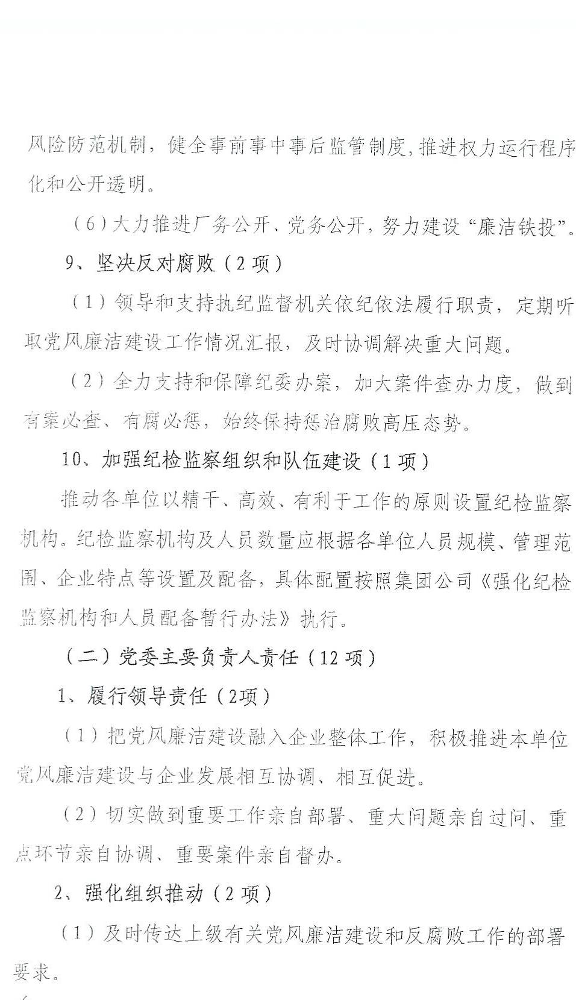 风险防范机制，健全事前事中事后监管制度,推进权力运行程序
化和公开透明。
（6）大力推进厂务公开、党务公开，努力建设“廉洁铁投”。
9、坚决反对腐败（2 项）
（1）领导和支持执纪监督机关依纪依法履行职责，定期听
取党风廉洁建设工作情况汇报，及时协调解决重大问题。
（2）全力支持和保障纪委办案，加大案件查办力度，做到
有案必查、有腐必惩，始终保持惩治腐败高压态势。
10、加强纪检监察组织和队伍建设（1 项）
推动各单位以精干、高效、有利于工作的原则设置纪检监察
机构。纪检监察机构及人员数量应根据各单位人员规模、管理范
围、企业特点等设置及配备，具体配置按照集团公司《强化纪检
监察机构和人员配备暂行办法》执行。
（二）党委主要负责人责任（12 项）
1、履行领导责任（2项）
（1）把党风廉洁建设融入企业整体工作，积极推进本单位
党风廉洁建设与企业发展相互协调、相互促进。
（2）切实做到重要工作亲自部署、重大问题亲自过问、重
点环节亲自协调、重要案件亲自督办。
2、强化组织推动（2 项）
（1）及时传达上级有关党风廉洁建设和反腐败工作的部署
要求。